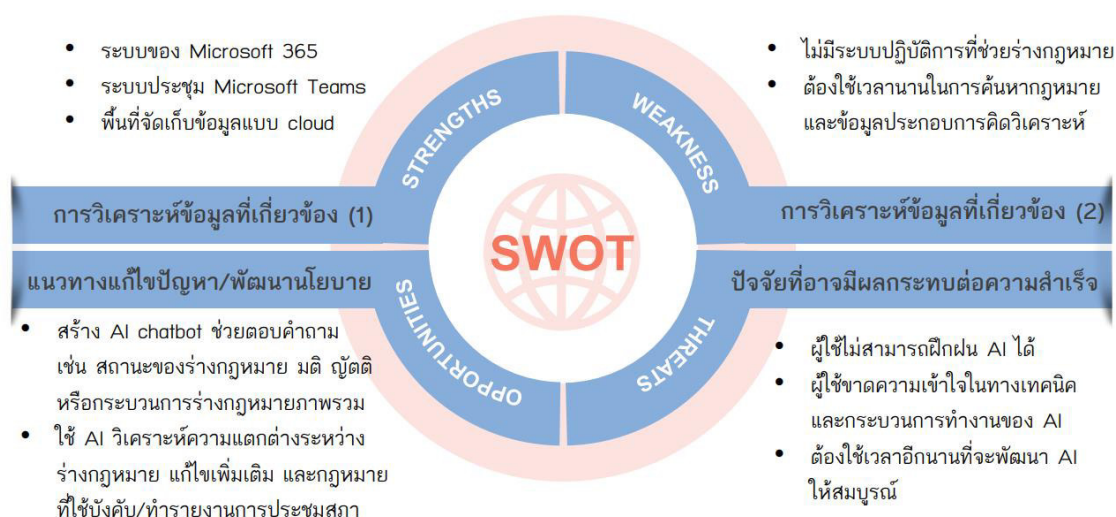 • ระบบของ Microsoft 365
• ระบบประชุม Microsoft Teams
• พื้นที่จัดเก็บข้อมูลแบบ cloud
STRENGTHS
WEAKNESS
• ไม่มีระบบปฏิบัติการที่ช่วยร่างกฎหมาย
• ต้องใช้เวลานานในการค้นหากฎหมาย
และข้อมูลประกอบการคิดวิเคราะห์
การวิเคราะห์ข้อมูลที่เกี่ยวข้อง (1)
การวิเคราะห์ข้อมูลที่เกี่ยวข้อง (2)
SWOT
แนวทางแก้ไขปัญหา/พัฒนานโยบาย
ปัจจัยที่อาจมีผลกระทบต่อความสำเร็จ
OPPORTUNITIES
THREATS
• สร้าง AI chatbot ช่วยตอบคำถาม
เช่น สถานะของร่างกฎหมาย มติ ญัตติ
หรือกระบวนการร่างกฎหมายภาพรวม
• ใช้ AI วิเคราะห์ความแตกต่างระหว่าง
ร่างกฎหมาย แก้ไขเพิ่มเติม และกฎหมาย
ที่ใช้บังคับ/ทำรายงานการประชุมสภา
• ผู้ใช้ไม่สามารถฝึกฝน AI ได้
• ผู้ใช้ขาดความเข้าใจในทางเทคนิค
และกระบวนการทำงานของ AI
• ต้องใช้เวลาอีกนานที่จะพัฒนา AI
ให้สมบูรณ์